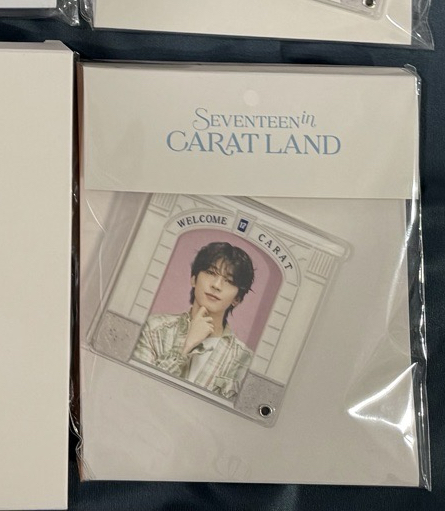 SEVENTEEN in
CARAT LAND
WELCOME CARAT